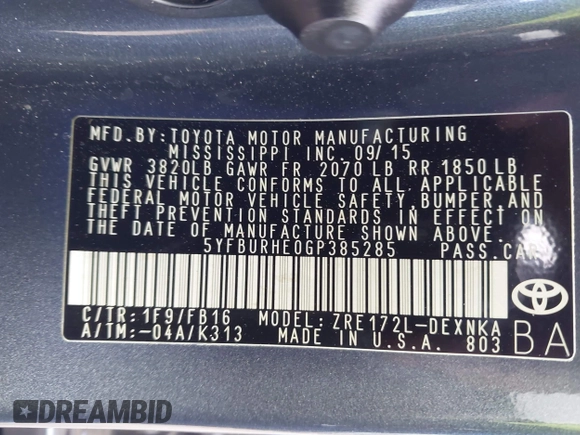 MFD. BY: TOYOTA MOTOR MANUFACTURING
MISSISSIPPI INC. 09/15
GVWR 3820LB GAWR FR 2070 LB RR 1850 LB
THIS VEHICLE CONFORMS TO ALL APPLICABLE
FEDERAL MOTOR VEHICLE SAFETY, BUMPER, AND
THEFT PREVENTION STANDARDS IN EFFECT ON
THE DATE OF MANUFACTURE SHOWN ABOVE.
5YFBURHE0GP385285 PASS. CAR
C/TR: 1F9/FB16 MODEL: ZRE172L-DEXNKA
A/TM: -04A/K313 MADE IN U.S.A. 803
BA
DREAMBID